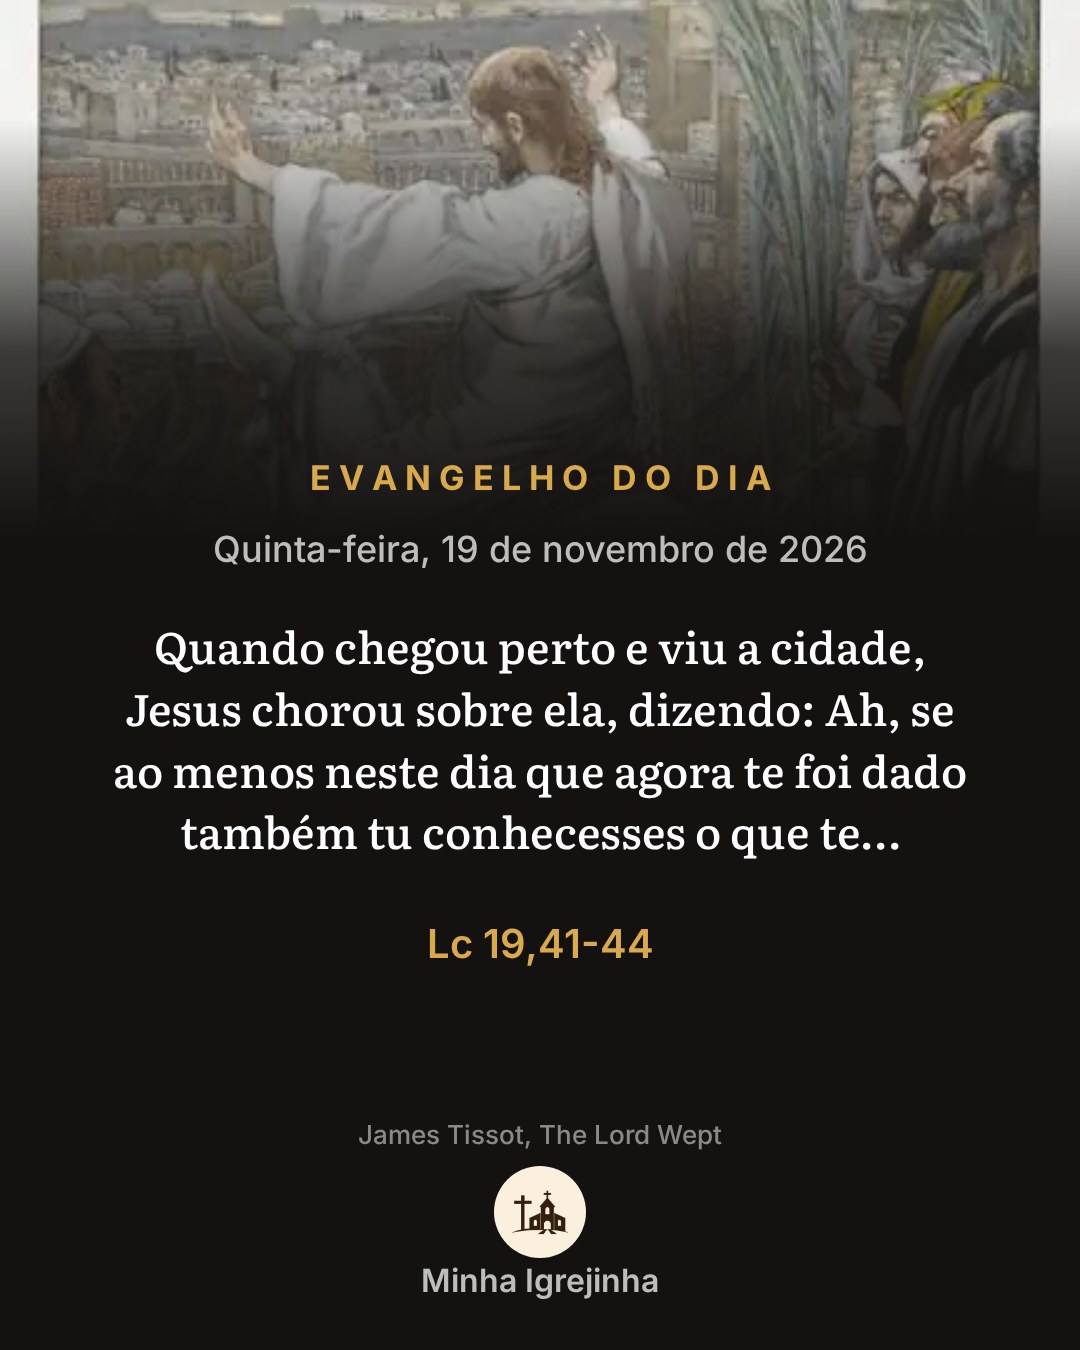 EVANGELHO DO DIA
Quinta-feira, 19 de novembro de 2026
Quando chegou perto e viu a cidade,
Jesus chorou sobre ela, dizendo: Ah, se
ao menos neste dia que agora te foi dado
também tu conhecesses o que te...
Lc 19,41-44
James Tissot, The Lord Wept
Minha Igrejinha